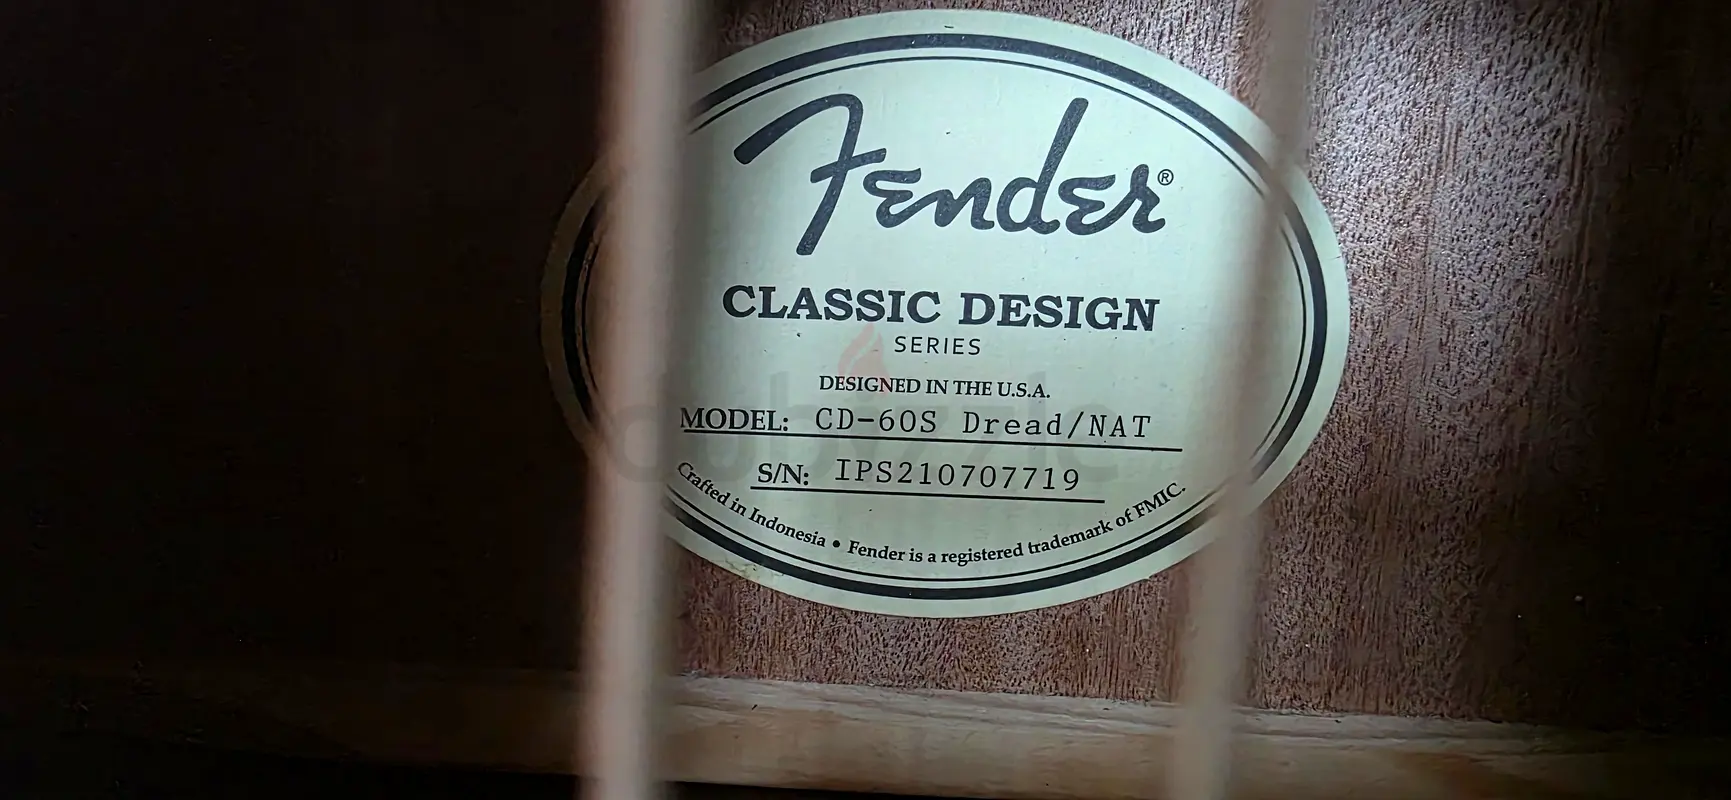 Fender®
CLASSIC DESIGN
SERIES
DESIGNED IN THE U.S.A.
MODEL: CD-60S Dread/NAT
S/N: IPS210707719
Crafted in Indonesia • Fender is a registered trademark of FMIC.
dubizzle